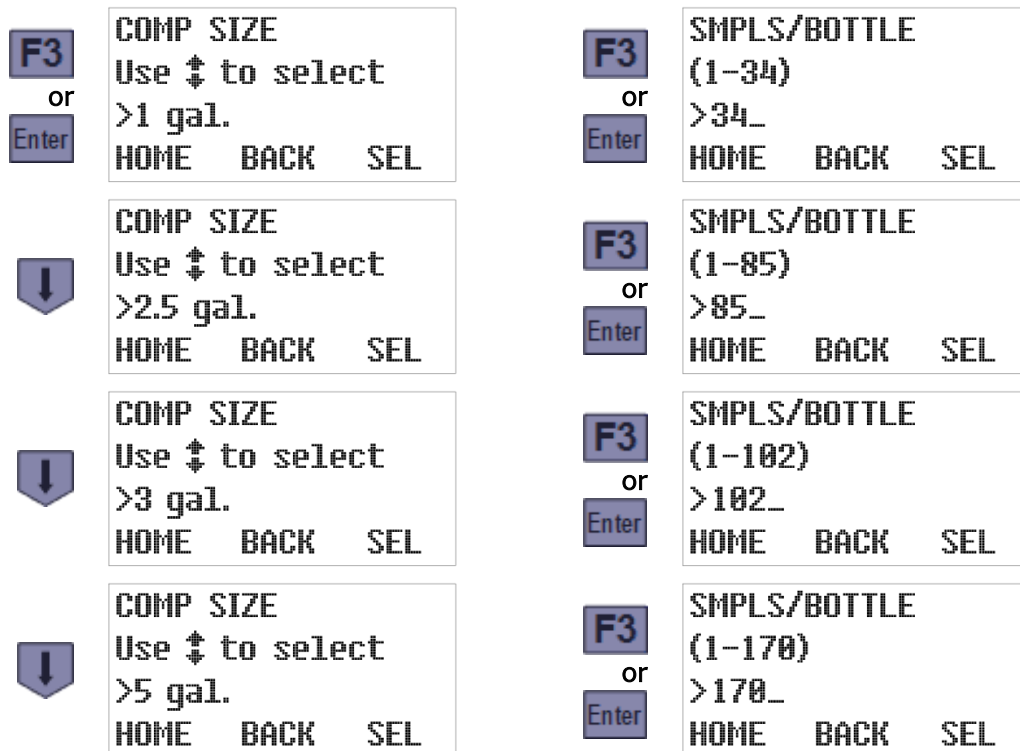 F3
or
Enter
COMP SIZE
Use ↕ to select
>1 gal.
HOME BACK SEL
F3
or
Enter
SMPLS/BOTTLE
(1-34)
>34_
HOME BACK SEL
COMP SIZE
Use ↕ to select
>2.5 gal.
HOME BACK SEL
F3
or
Enter
SMPLS/BOTTLE
(1-85)
>85_
HOME BACK SEL
COMP SIZE
Use ↕ to select
>3 gal.
HOME BACK SEL
F3
or
Enter
SMPLS/BOTTLE
(1-102)
>102_
HOME BACK SEL
COMP SIZE
Use ↕ to select
>5 gal.
HOME BACK SEL
F3
or
Enter
SMPLS/BOTTLE
(1-170)
>170_
HOME BACK SEL